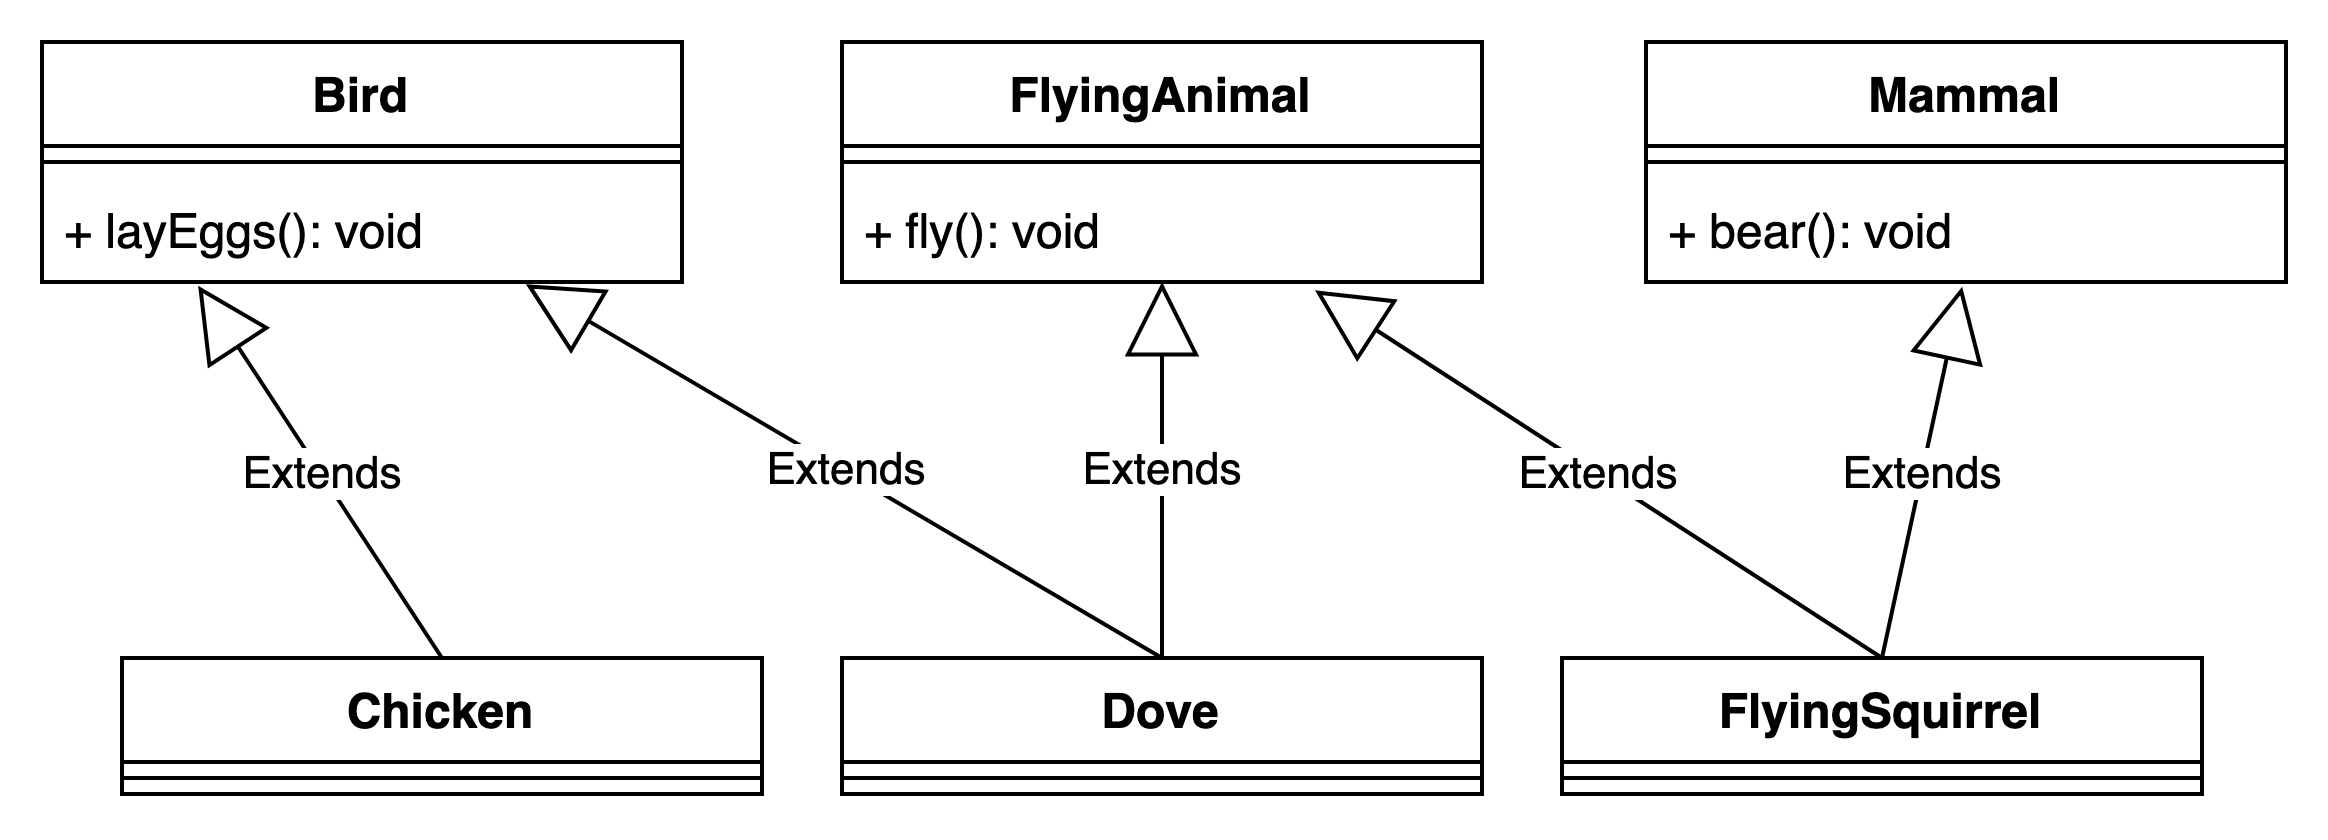 Bird
+ layEggs(): void
FlyingAnimal
+ fly(): void
Mammal
+ bear(): void
Extends
Extends
Extends
Extends
Extends
Chicken
Dove
FlyingSquirrel